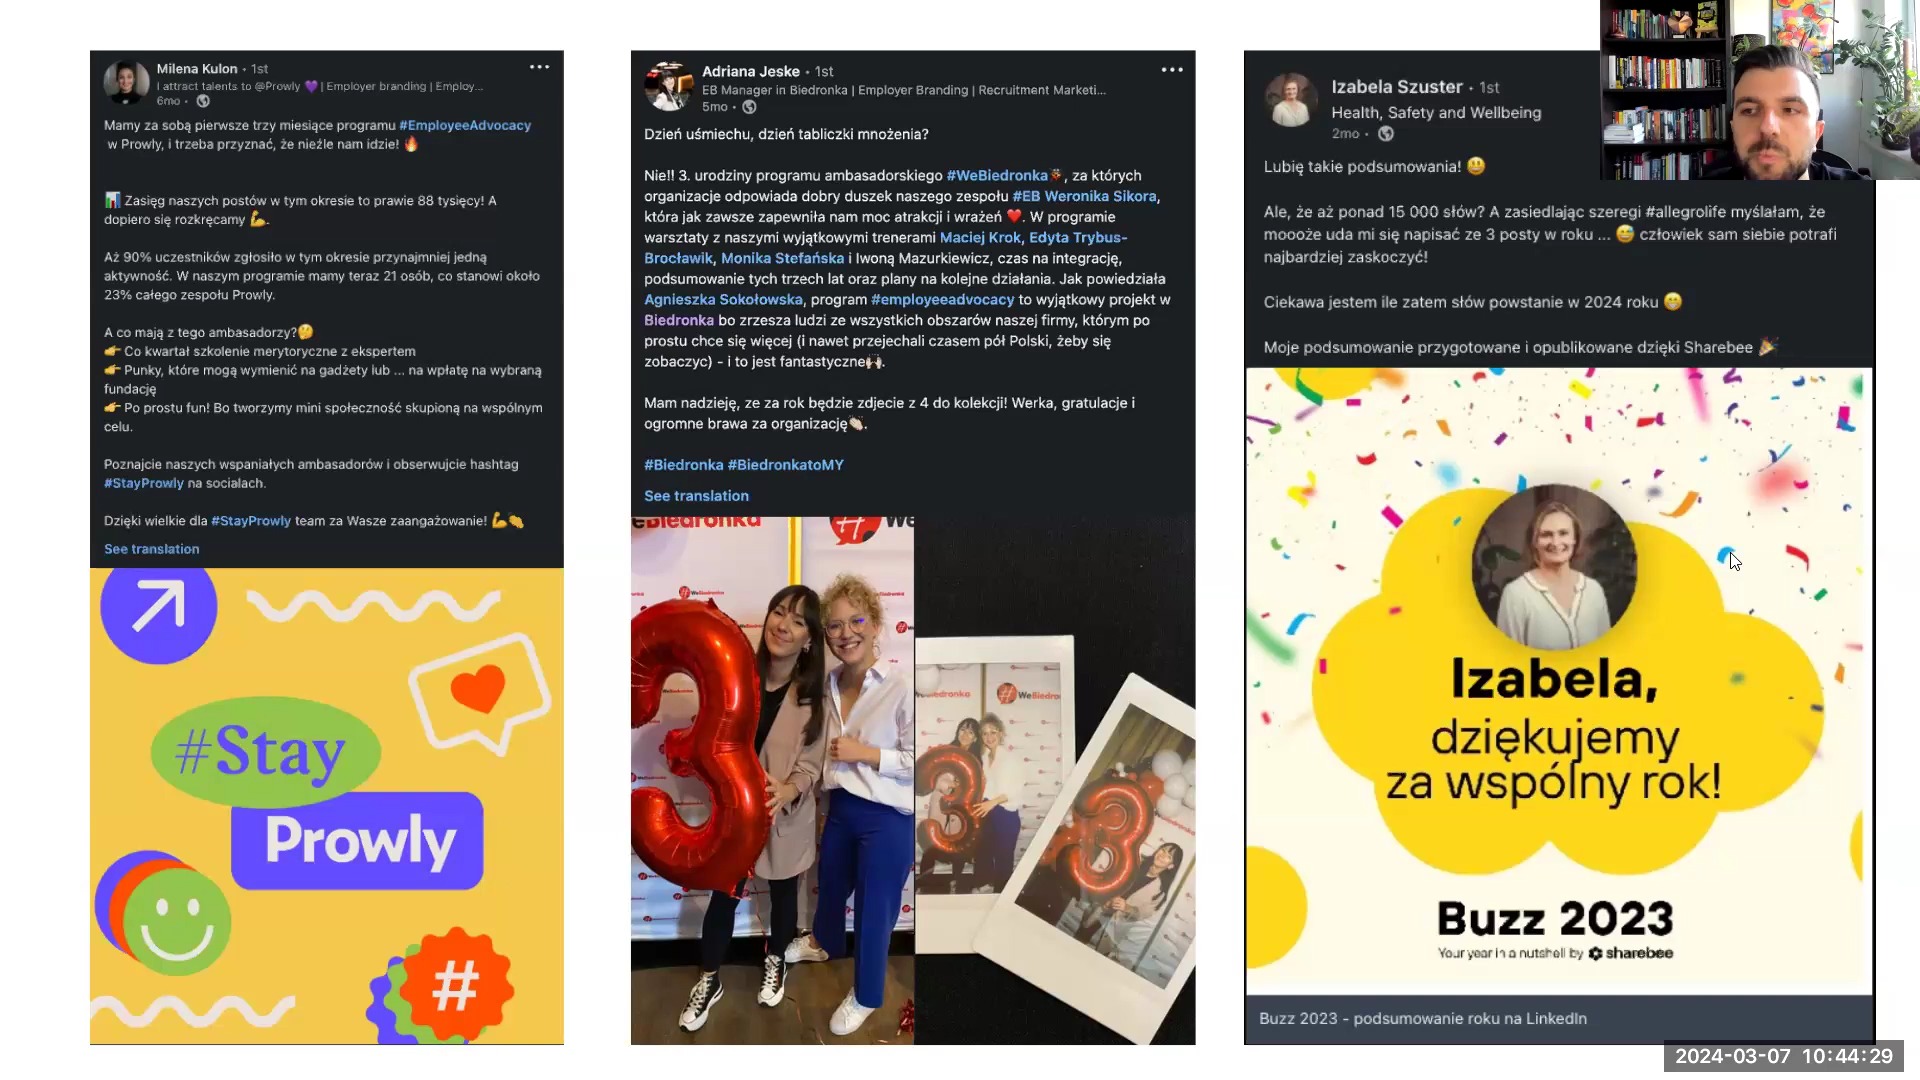 Milena Kulon • 1st
I attract talents to @Prowly 💜 | Employer branding | Employ...
6mo •
Mamy za sobą pierwsze trzy miesiące programu #EmployeeAdvocacy
w Prowly, i trzeba przyznać, że nieźle nam idzie! 🔥
📊 Zasięg naszych postów w tym okresie to prawie 88 tysięcy! A
dopiero się rozkręcamy 💪.
Aż 90% uczestników zgłosiło w tym okresie przynajmniej jedną
aktywność. W naszym programie mamy teraz 21 osób, co stanowi około
23% całego zespołu Prowly.
A co mają z tego ambasadorzy?🤔
👉 Co kwartał szkolenie merytoryczne z ekspertem
👉 Punky, które mogą wymienić na gadżety lub ... na wpłatę na wybraną
fundację
👉 Po prostu fun! Bo tworzymy mini społeczność skupioną na wspólnym
celu.
Poznajcie naszych wspaniałych ambasadorów i obserwujcie hashtag
#StayProwly na socialach.
Dzięki wielkie dla #StayProwly team za Wasze zaangażowanie! 💪👏
See translation
#Stay
Prowly
#
Adriana Jeske • 1st
EB Manager in Biedronka | Employer Branding | Recruitment Marketi...
5mo •
Dzień uśmiechu, dzień tabliczki mnożenia?
Nie!! 3. urodziny programu ambasadorskiego #WeBiedronka🐞, za których
organizacje odpowiada dobry duszek naszego zespołu #EB Weronika Sikora,
która jak zawsze zapewniła nam moc atrakcji i wrażeń ❤️. W programie
warsztaty z naszymi wyjątkowymi trenerami Maciej Krok, Edyta Trybus-
Brocławik, Monika Stefańska i Iwoną Mazurkiewicz, czas na integrację,
podsumowanie tych trzech lat oraz plany na kolejne działania. Jak powiedziała
Agnieszka Sokołowska, program #employeeadvocacy to wyjątkowy projekt w
Biedronka bo zrzesza ludzi ze wszystkich obszarów naszej firmy, którym po
prostu chce się więcej (i nawet przejechali czasem pół Polski, żeby się
zobaczyc) - i to jest fantastyczne🙌🏻.
Mam nadzieję, ze za rok będzie zdjecie z 4 do kolekcji! Werka, gratulacje i
ogromne brawa za organizację👏🏻.
#Biedronka #BiedronkatoMY
See translation
eBiedronka
# We
#WeBiedronka
Izabela Szuster • 1st
Health, Safety and Wellbeing
2mo •
Lubię takie podsumowania! 😃
Ale, że aż ponad 15 000 słów? A zasiedlając szeregi #allegrolife myślałam, że
moooże uda mi się napisać ze 3 posty w roku ... 😅 człowiek sam siebie potrafi
najbardziej zaskoczyć!
Ciekawa jestem ile zatem słów powstanie w 2024 roku 😁
Moje podsumowanie przygotowane i opublikowane dzięki Sharebee 🎉
Izabela,
dziękujemy
za wspólny rok!
Buzz 2023
Your year in a nutshell by sharebee
Buzz 2023 - podsumowanie roku na LinkedIn
2024-03-07 10:44:29